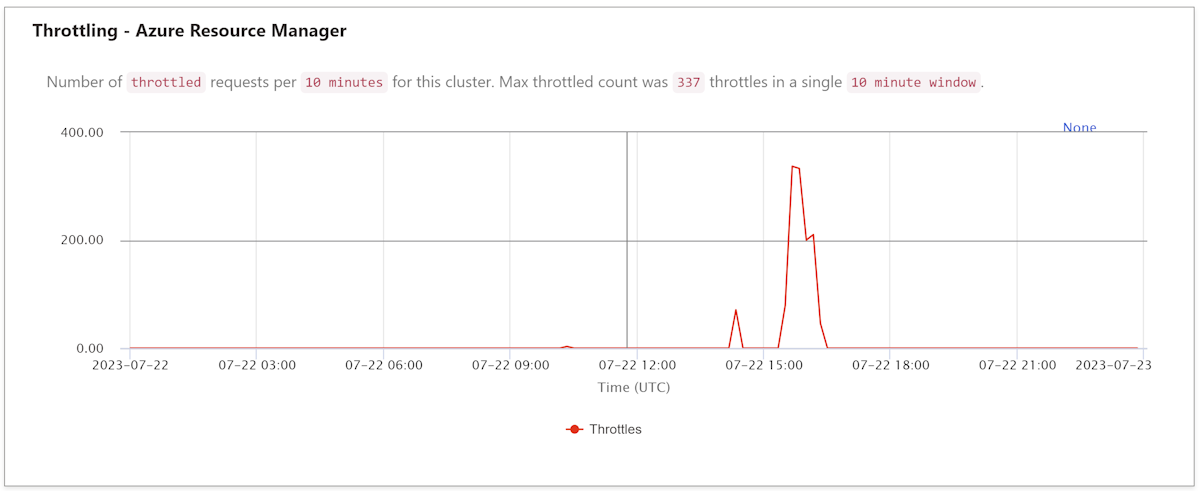 Throttling - Azure Resource Manager
Number of throttled requests per 10 minutes for this cluster. Max throttled count was 337 throttles in a single 10 minute window.
None
400.00
200.00
0.00
2023-07-22 07-22 03:00 07-22 06:00 07-22 09:00 07-22 12:00 07-22 15:00 07-22 18:00 07-22 21:00 2023-07-23
Time (UTC)
Throttles